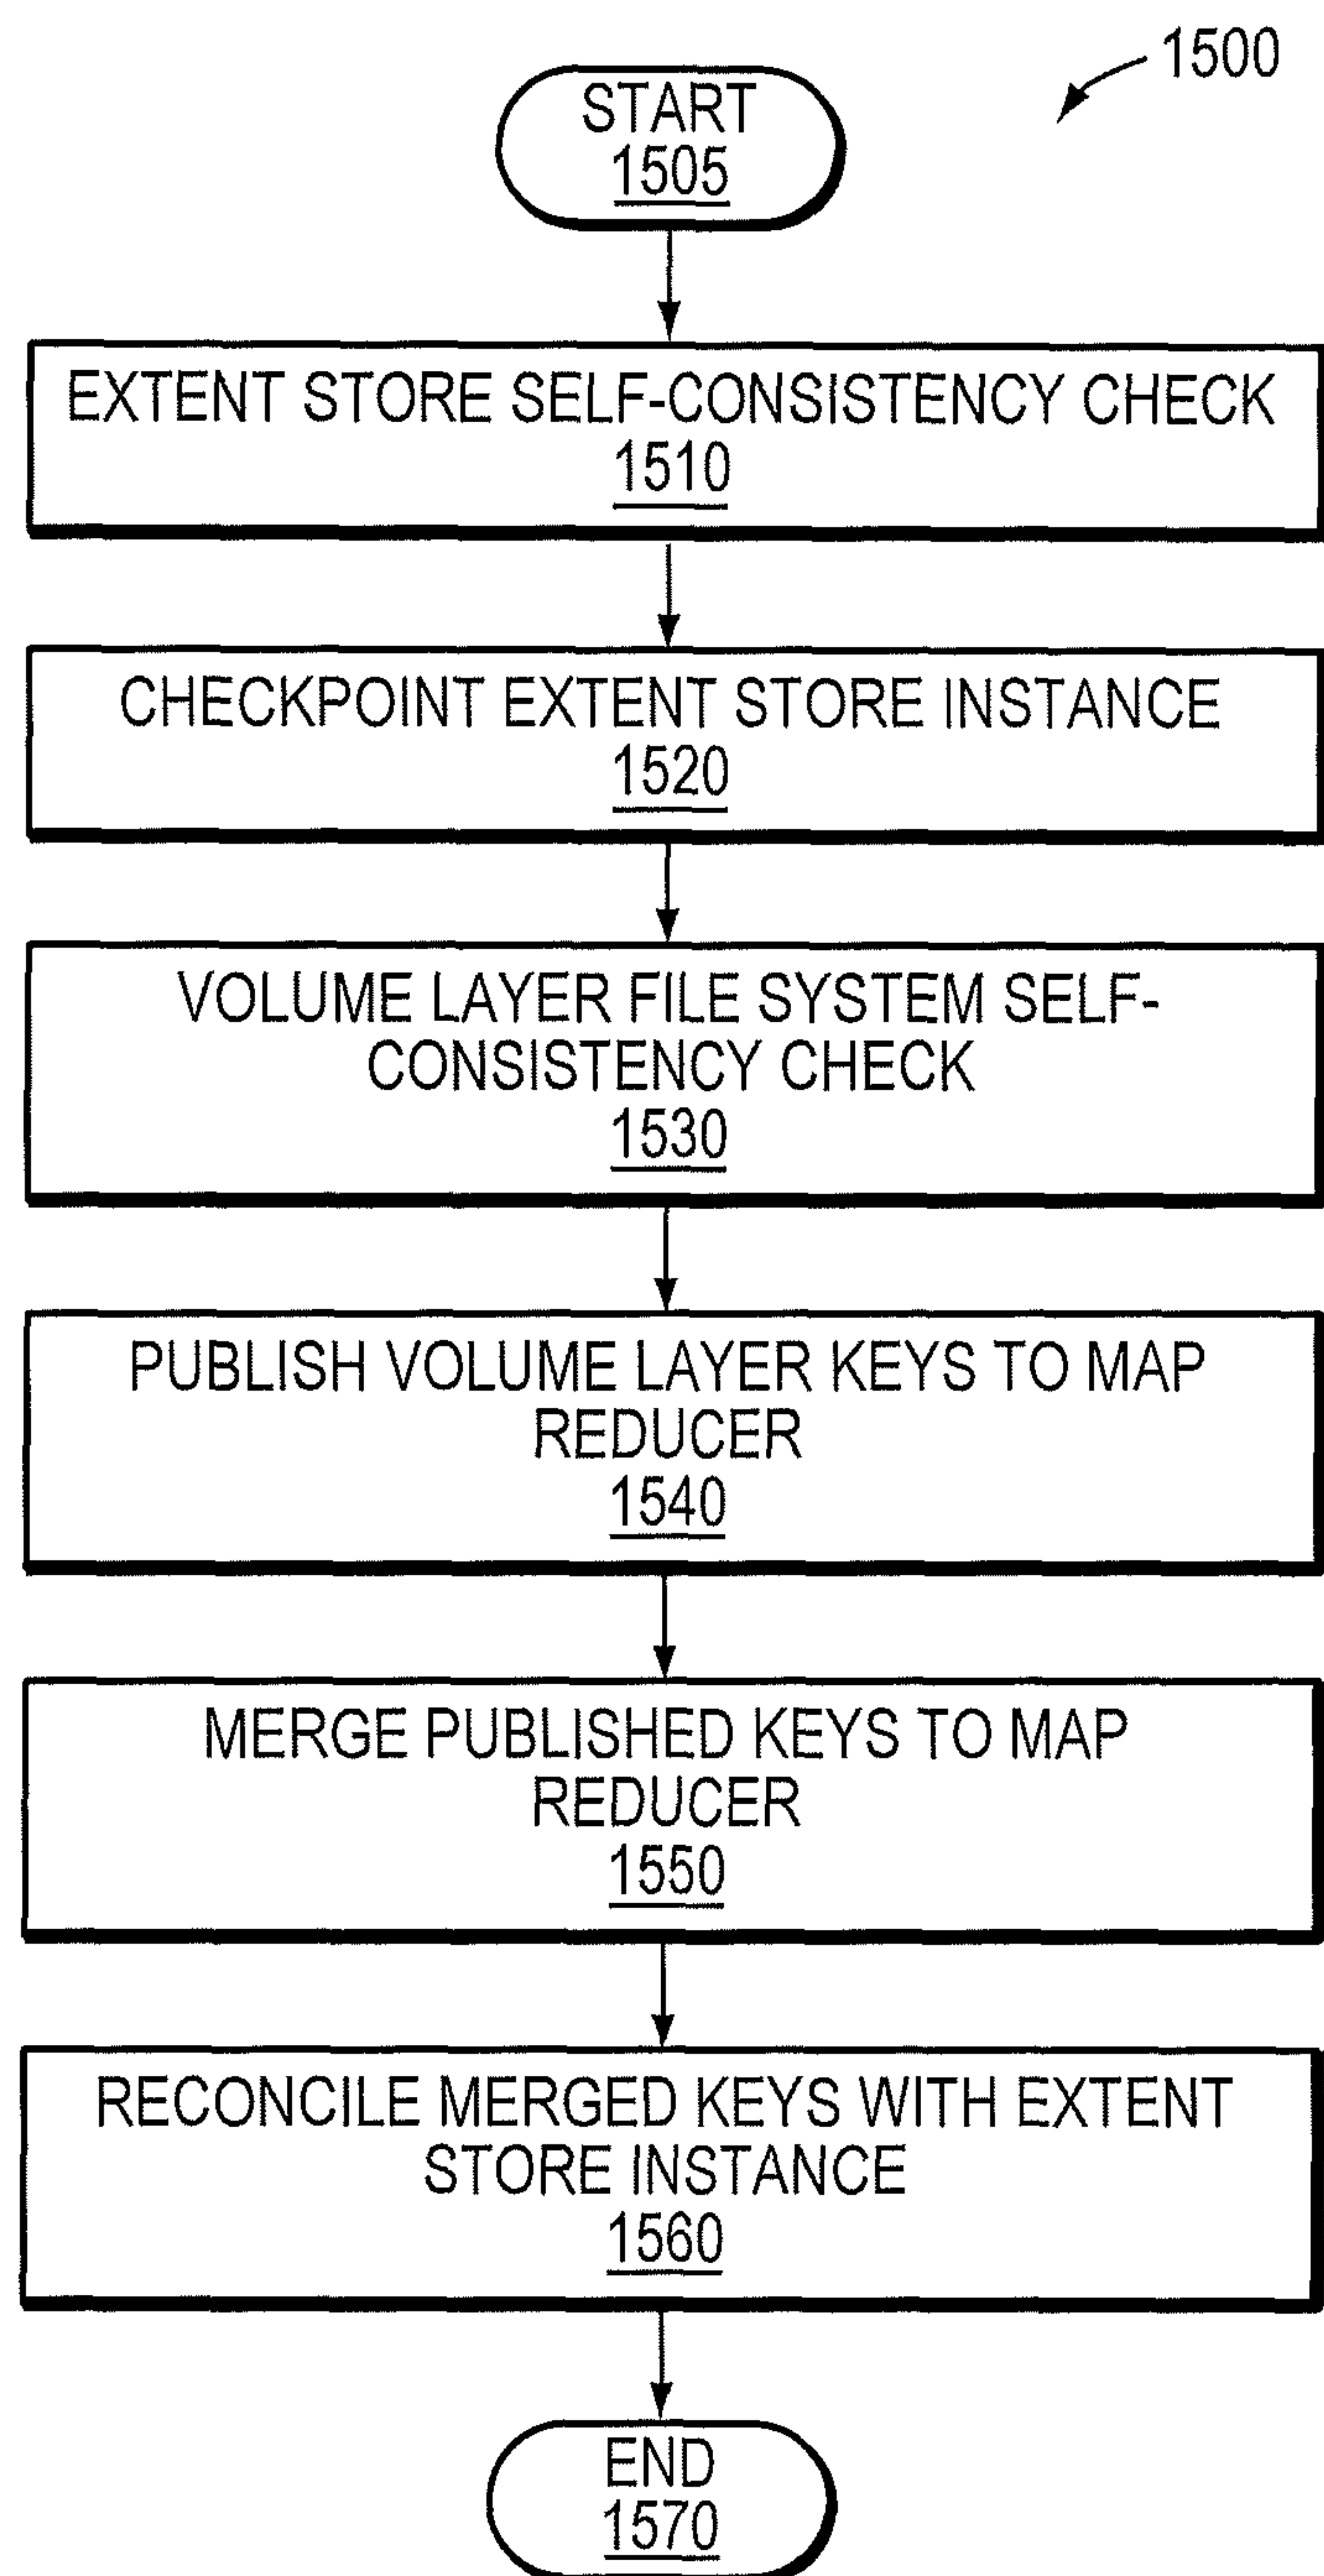 1500
START
1505
EXTENT STORE SELF-CONSISTENCY CHECK
1510
CHECKPOINT EXTENT STORE INSTANCE
1520
VOLUME LAYER FILE SYSTEM SELF-
CONSISTENCY CHECK
1530
PUBLISH VOLUME LAYER KEYS TO MAP
REDUCER
1540
MERGE PUBLISHED KEYS TO MAP
REDUCER
1550
RECONCILE MERGED KEYS WITH EXTENT
STORE INSTANCE
1560
END
1570